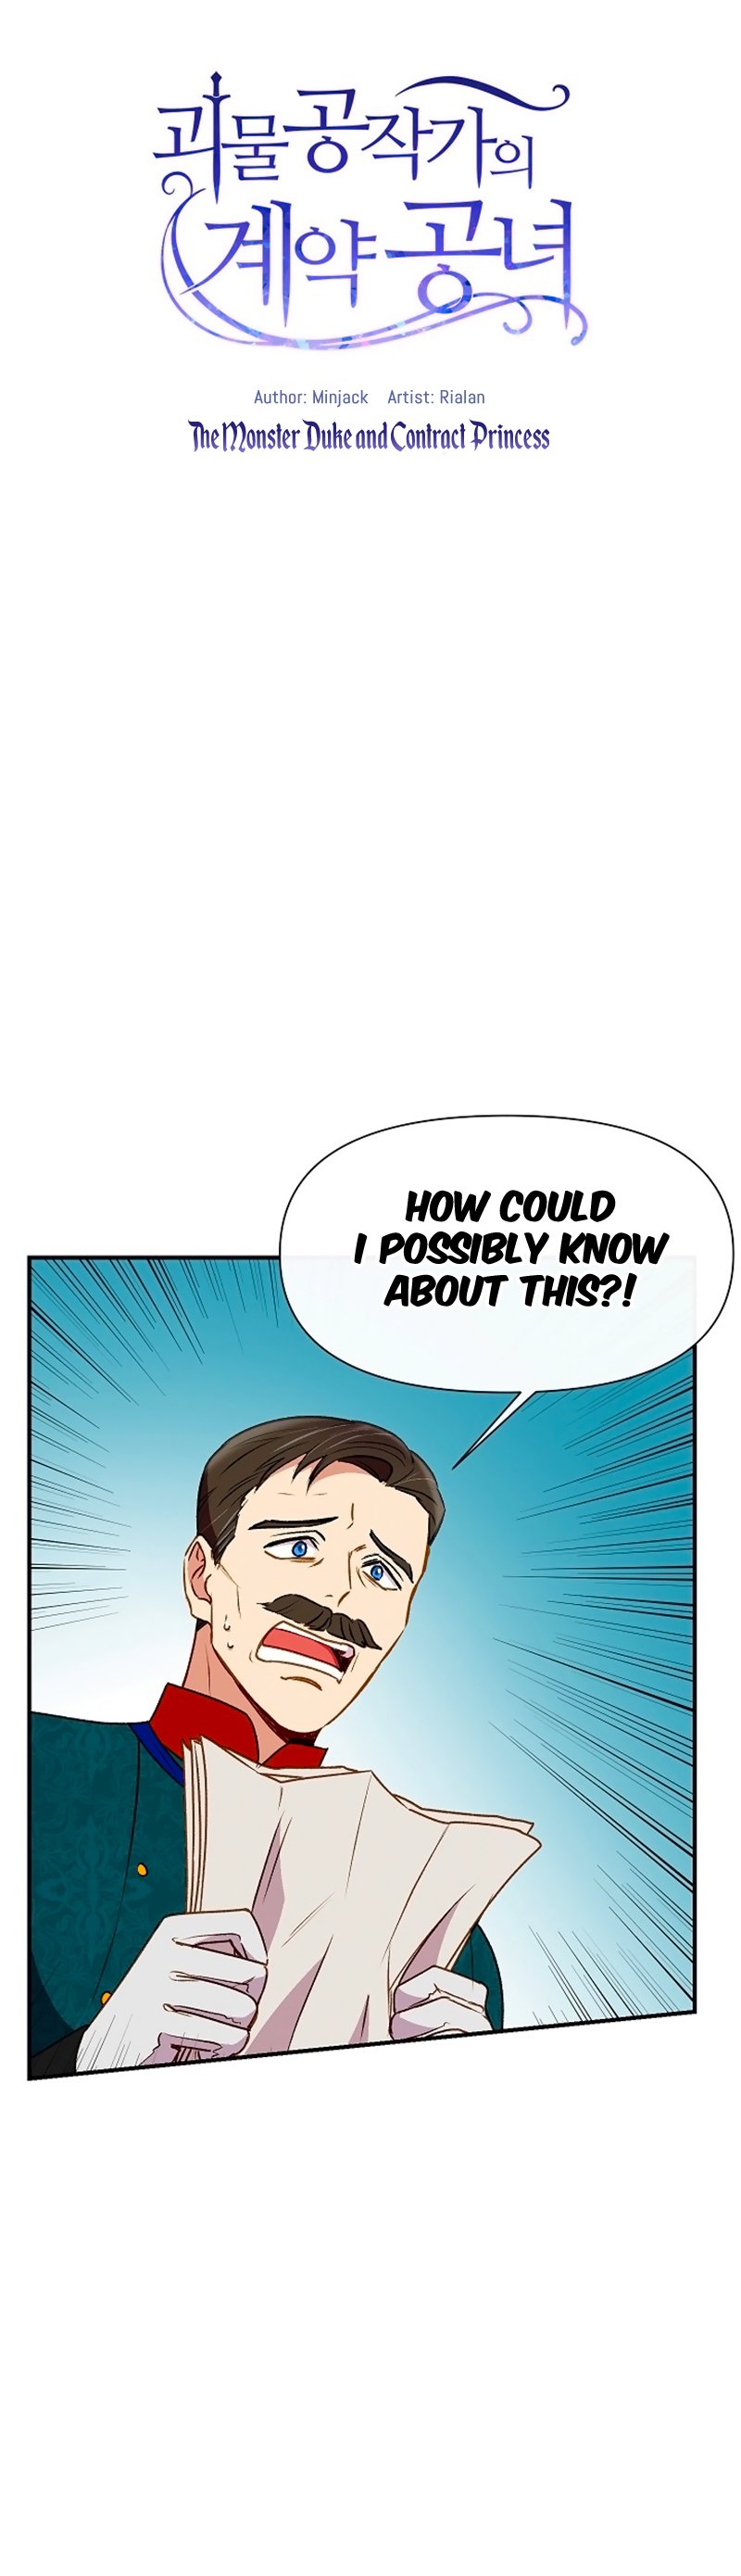 괴물공작가의
계약 공녀
Author: Minjack Artist: Rialan
The Monster Duke and Contract Princess
HOW COULD
I POSSIBLY KNOW
ABOUT THIS?!